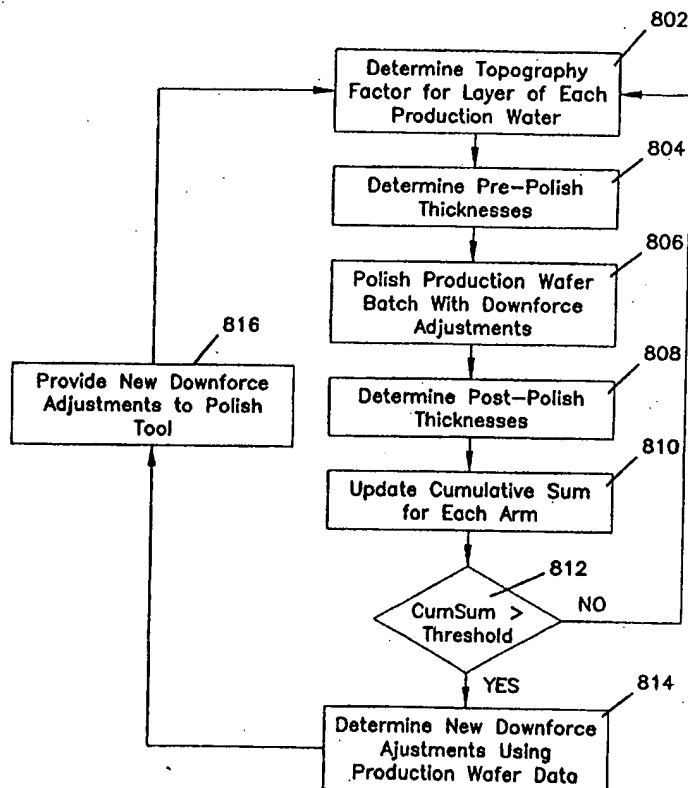 802
Determine Topography
Factor for Layer of Each
Production Water
804
Determine Pre-Polish
Thicknesses
806
Polish Production Wafer
Batch With Downforce
Adjustments
816
Provide New Downforce
Adjustments to Polish
Tool
808
Determine Post-Polish
Thicknesses
810
Update Cumulative Sum
for Each Arm
812
CumSum >
Threshold
NO
YES
814
Determine New Downforce
Ajustments Using
Production Wafer Data